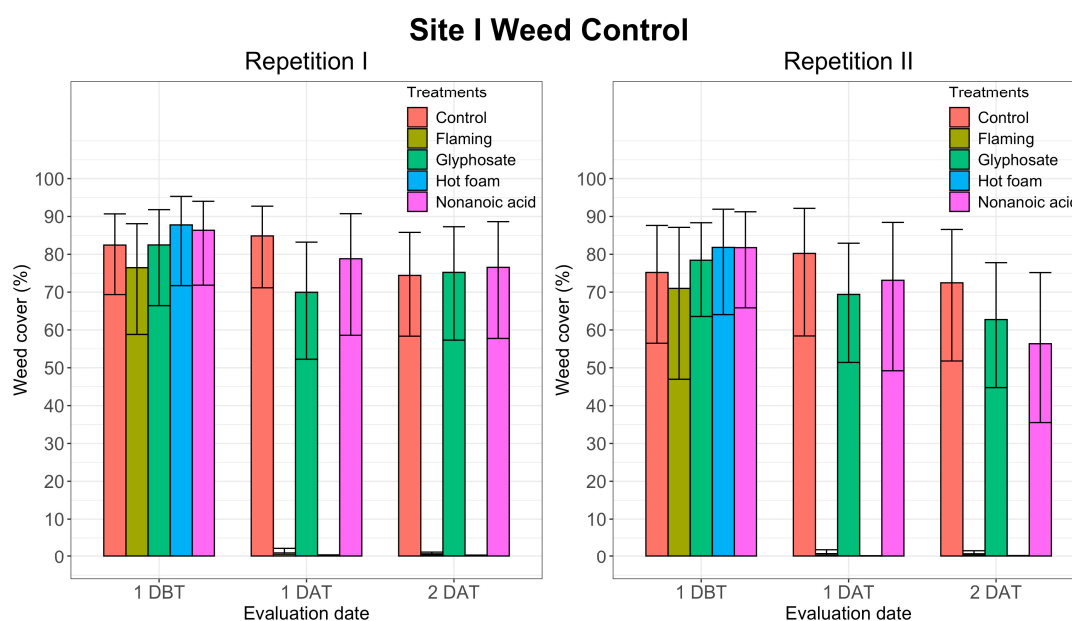 Site I Weed Control
Repetition I
Weed cover (%)
100
90
80
70
60
50
40
30
20
10
0
Treatments
Control
Flaming
Glyphosate
Hot foam
Nonanoic acid
1 DBT
1 DAT
2 DAT
Evaluation date
Repetition II
Weed cover (%)
100
90
80
70
60
50
40
30
20
10
0
Treatments
Control
Flaming
Glyphosate
Hot foam
Nonanoic acid
1 DBT
1 DAT
2 DAT
Evaluation date